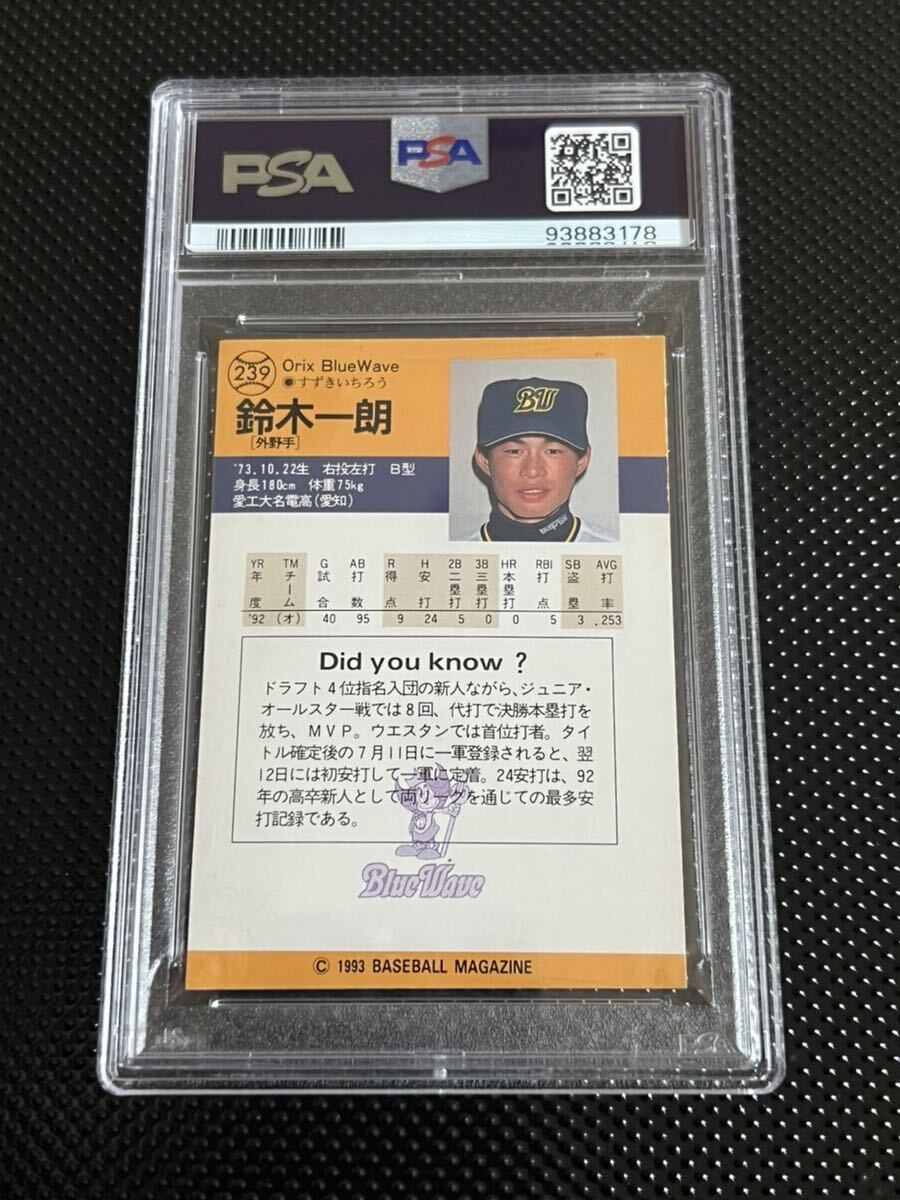 PSA
PSA
93883178
239
Orix BlueWave
●すずきいちろう
鈴木一朗
[外野手]
'73.10.22生 右投左打 B型
身長180cm 体重75kg
愛工大名電高(愛知)
BW
YR TM G AB R H 2B 3B HR RBI SB AVG
年度 チーム 試合 打数 得点 安打 二塁打 三塁打 本塁打 打点 盗塁 打率
'92 (オ) 40 95 9 24 5 0 0 5 3 .253
Did you know ?
ドラフト4位指名入団の新人ながら、ジュニア・
オールスター戦では8回、代打で決勝本塁打を
放ち、MVP。ウエスタンでは首位打者。タイ
トル確定後の7月11日に一軍登録されると、翌
12日には初安打して一軍に定着。24安打は、92
年の高卒新人として両リーグを通じての最多安
打記録である。
BlueWave
© 1993 BASEBALL MAGAZINE
PSA